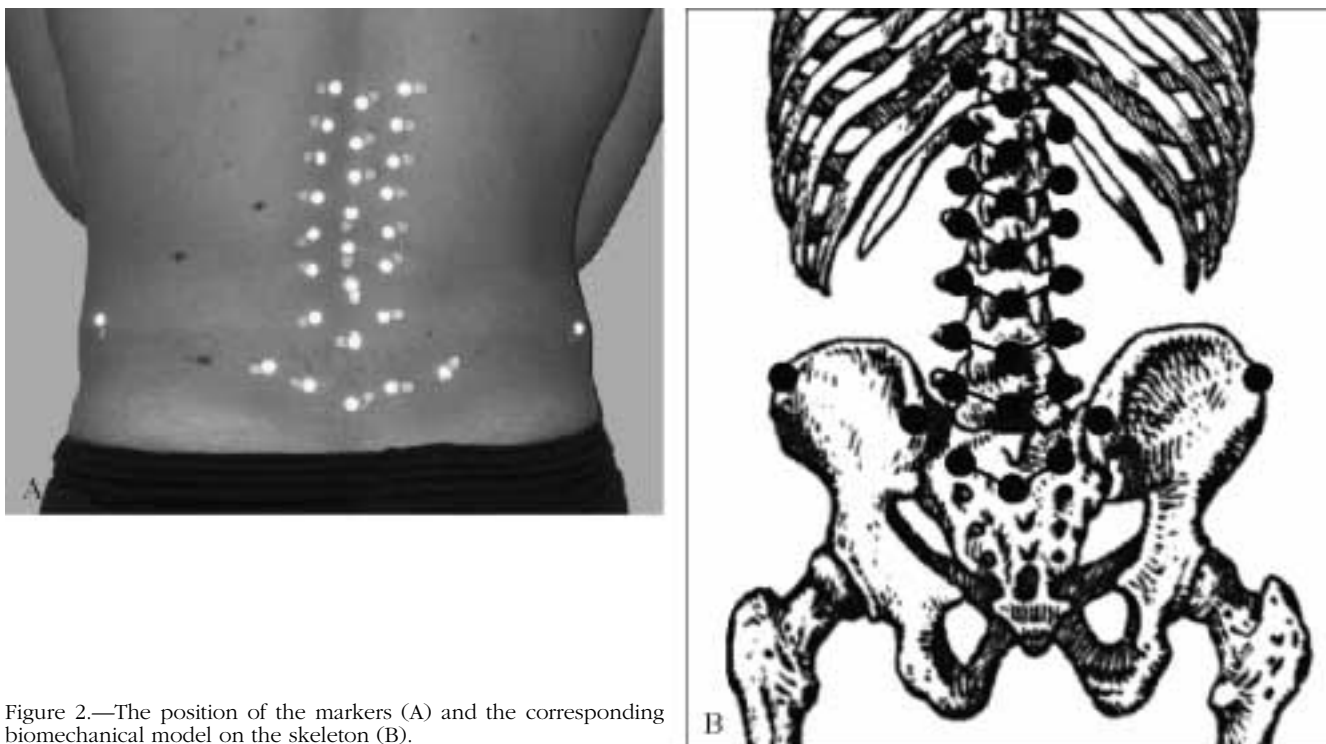 A
B
Figure 2.—The position of the markers (A) and the corresponding
biomechanical model on the skeleton (B).